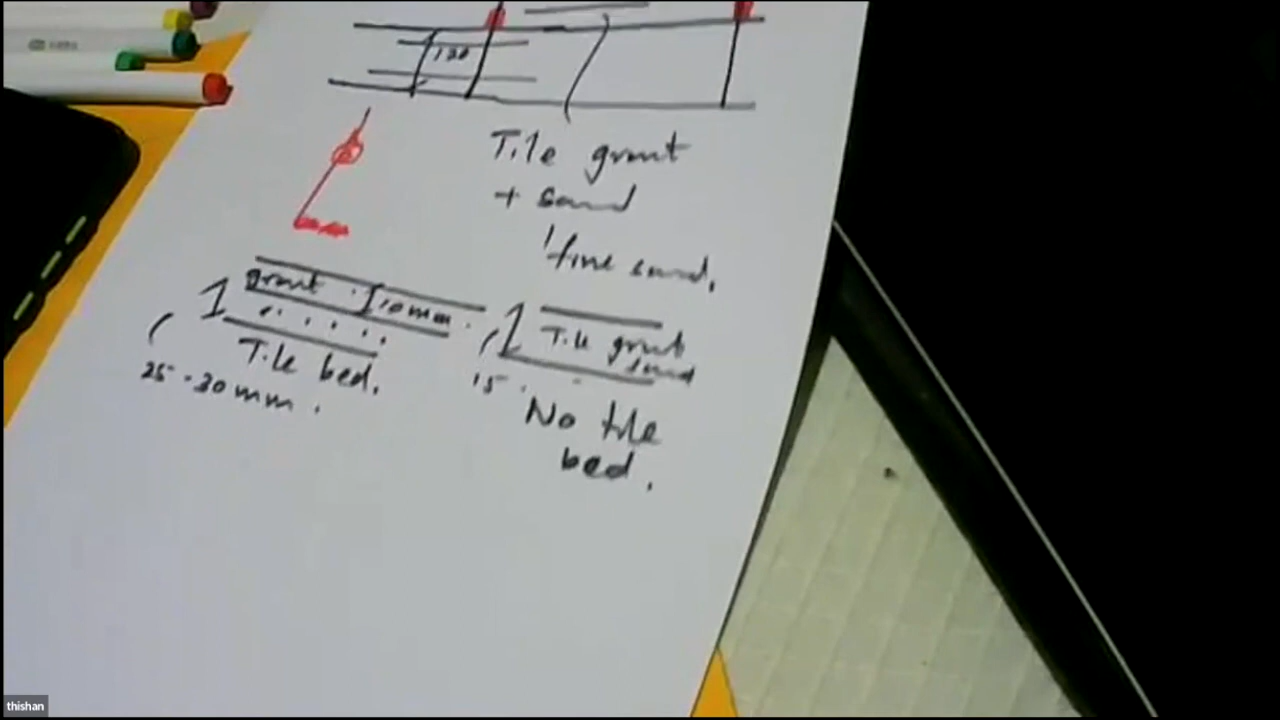 120
Tile grout
+ sand
fine sand.
grout 10mm.
Tile bed.
25-30mm.
Tile grout
sand
15
No tile
bed.
thishan